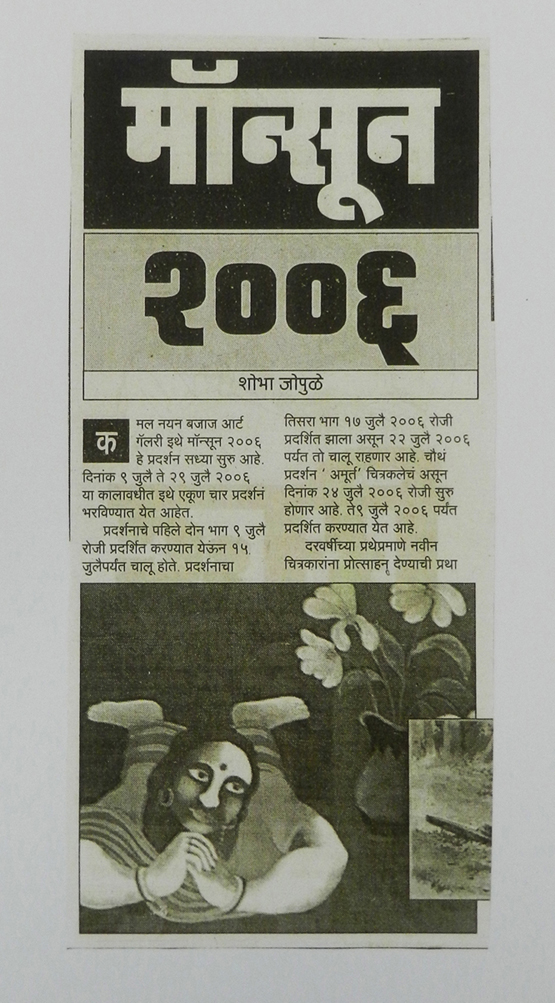 मॉन्सून
२००६
शोभा जोपुळे
कमल नयन बजाज आर्ट
गॅलरी इथे मॉन्सून २००६
हे प्रदर्शन सध्या सुरु आहे.
दिनांक ९ जुलै ते २९ जुलै २००६
या कालावधीत इथे एकूण चार प्रदर्शनं
भरविण्यात येत आहेत.
प्रदर्शनाचे पहिले दोन भाग ९ जुलै
रोजी प्रदर्शित करण्यात येऊन १५.
जुलैपर्यंत चालू होते. प्रदर्शनाचा
तिसरा भाग १७ जुलै २००६ रोजी
प्रदर्शित झाला असून २२ जुलै २००६
पर्यंत तो चालू राहणार आहे. चौथं
प्रदर्शन ' अमूर्त' चित्रकलेचं असून
दिनांक २४ जुलै २००६ रोजी सुरु
होणार आहे. ते९ जुलै २००६ पर्यंत
प्रदर्शित करण्यात येत आहे.
दरवर्षीच्या प्रथेप्रमाणे नवीन
चित्रकारांना प्रोत्साहन देण्याची प्रथा